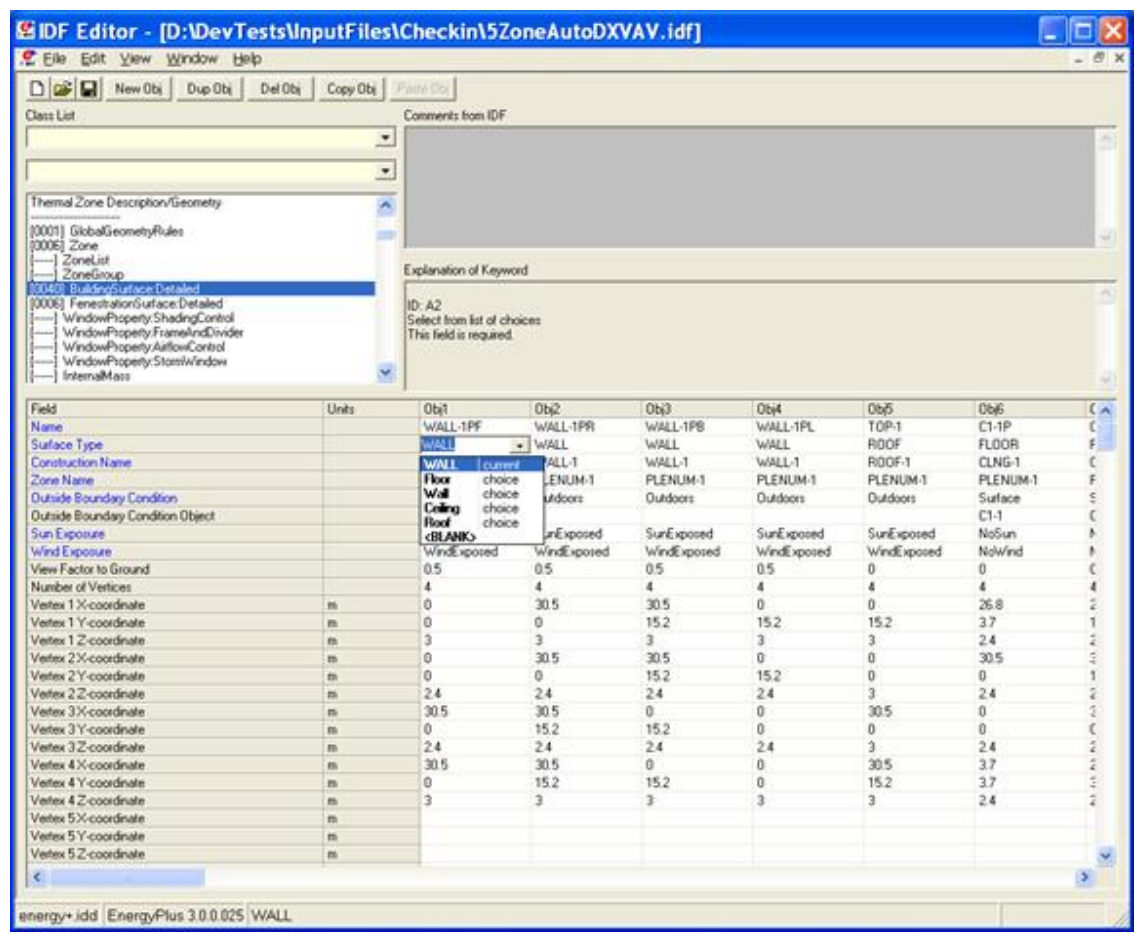 IDF Editor - [D:\DevTests\InputFiles\Checkin\5ZoneAutoDXVAV.idf]
File Edit View Window Help
New Obj Dup Obj Del Obj Copy Obj Paste Obj
Class List
Comments from IDF
Thermal Zone Description/Geometry
--------------------
[0001] GlobalGeometryRules
[0006] Zone
[------] ZoneList
[------] ZoneGroup
[0040] BuildingSurface:Detailed
[0006] FenestrationSurface:Detailed
[------] WindowProperty:ShadingControl
[------] WindowProperty:FrameAndDivider
[------] WindowProperty:AirflowControl
[------] WindowProperty:StormWindow
[------] InternalMass
Explanation of Keyword
ID: A2
Select from list of choices
This field is required.
Field Units Obj1 Obj2 Obj3 Obj4 Obj5 Obj6
Name WALL-1PF WALL-1PR WALL-1PB WALL-1PL TOP-1 C1-1P
Surface Type WALL WALL WALL WALL ROOF FLOOR
Construction Name WALL-1 WALL-1 ROOF-1 CLNG-1
Zone Name PLENUM-1 PLENUM-1 PLENUM-1 PLENUM-1
Outside Boundary Condition Outdoors Outdoors Outdoors Surface
Outside Boundary Condition Object C1-1
Sun Exposure SunExposed SunExposed SunExposed NoSun
Wind Exposure WindExposed WindExposed WindExposed WindExposed WindExposed NoWind
WALL current
Floor choice
Wall choice
Ceiling choice
Roof choice
<BLANK>
View Factor to Ground 0.5 0.5 0.5 0.5 0 0
Number of Vertices 4 4 4 4 4 4
Vertex 1 X-coordinate m 0 30.5 30.5 0 0 26.8
Vertex 1 Y-coordinate m 0 0 15.2 15.2 15.2 3.7
Vertex 1 Z-coordinate m 3 3 3 3 3 2.4
Vertex 2 X-coordinate m 0 30.5 30.5 0 0 30.5
Vertex 2 Y-coordinate m 0 0 15.2 15.2 0 0
Vertex 2 Z-coordinate m 2.4 2.4 2.4 2.4 3 2.4
Vertex 3 X-coordinate m 30.5 30.5 0 0 30.5 0
Vertex 3 Y-coordinate m 0 15.2 15.2 0 0 0
Vertex 3 Z-coordinate m 2.4 2.4 2.4 2.4 3 2.4
Vertex 4 X-coordinate m 30.5 30.5 0 0 30.5 3.7
Vertex 4 Y-coordinate m 0 15.2 15.2 0 15.2 3.7
Vertex 4 Z-coordinate m 3 3 3 3 3 2.4
Vertex 5 X-coordinate m
Vertex 5 Y-coordinate m
Vertex 5 Z-coordinate m
energy+.idd EnergyPlus 3.0.0.025 WALL